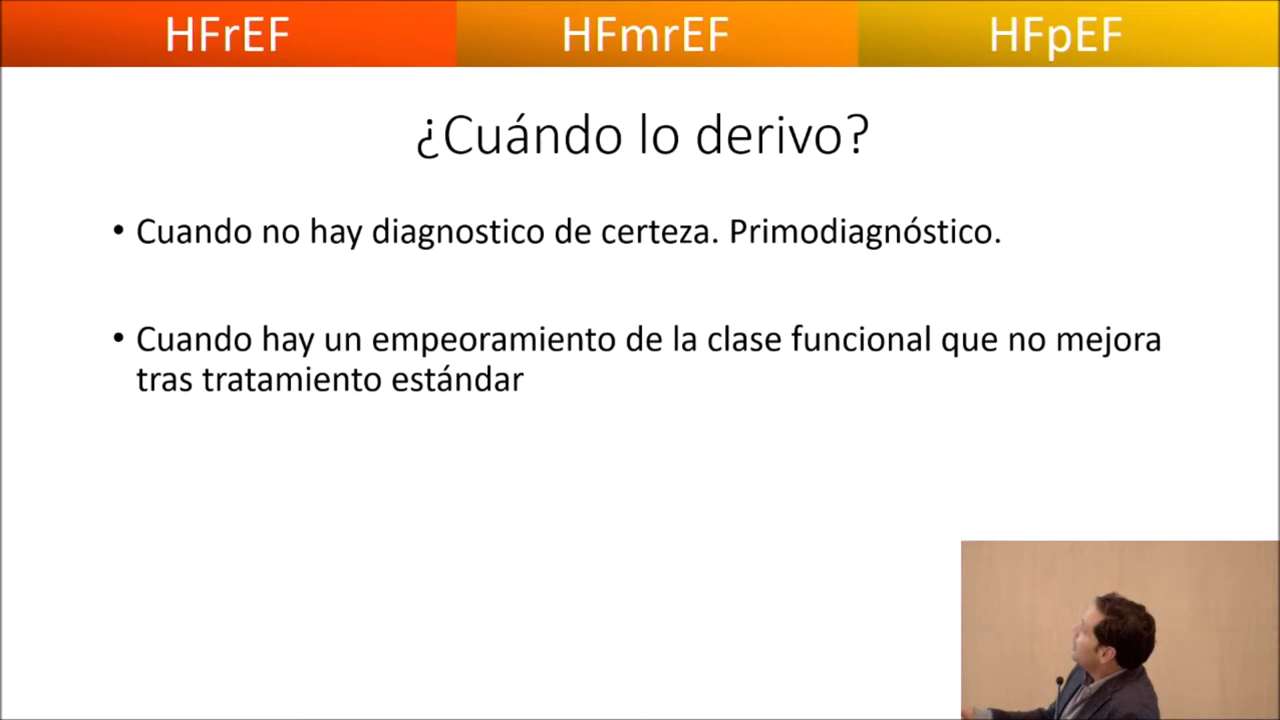 HFrEF HFmrEF HFpEF
¿Cuándo lo derivo?
• Cuando no hay diagnostico de certeza. Primodiagnóstico.
• Cuando hay un empeoramiento de la clase funcional que no mejora
tras tratamiento estándar